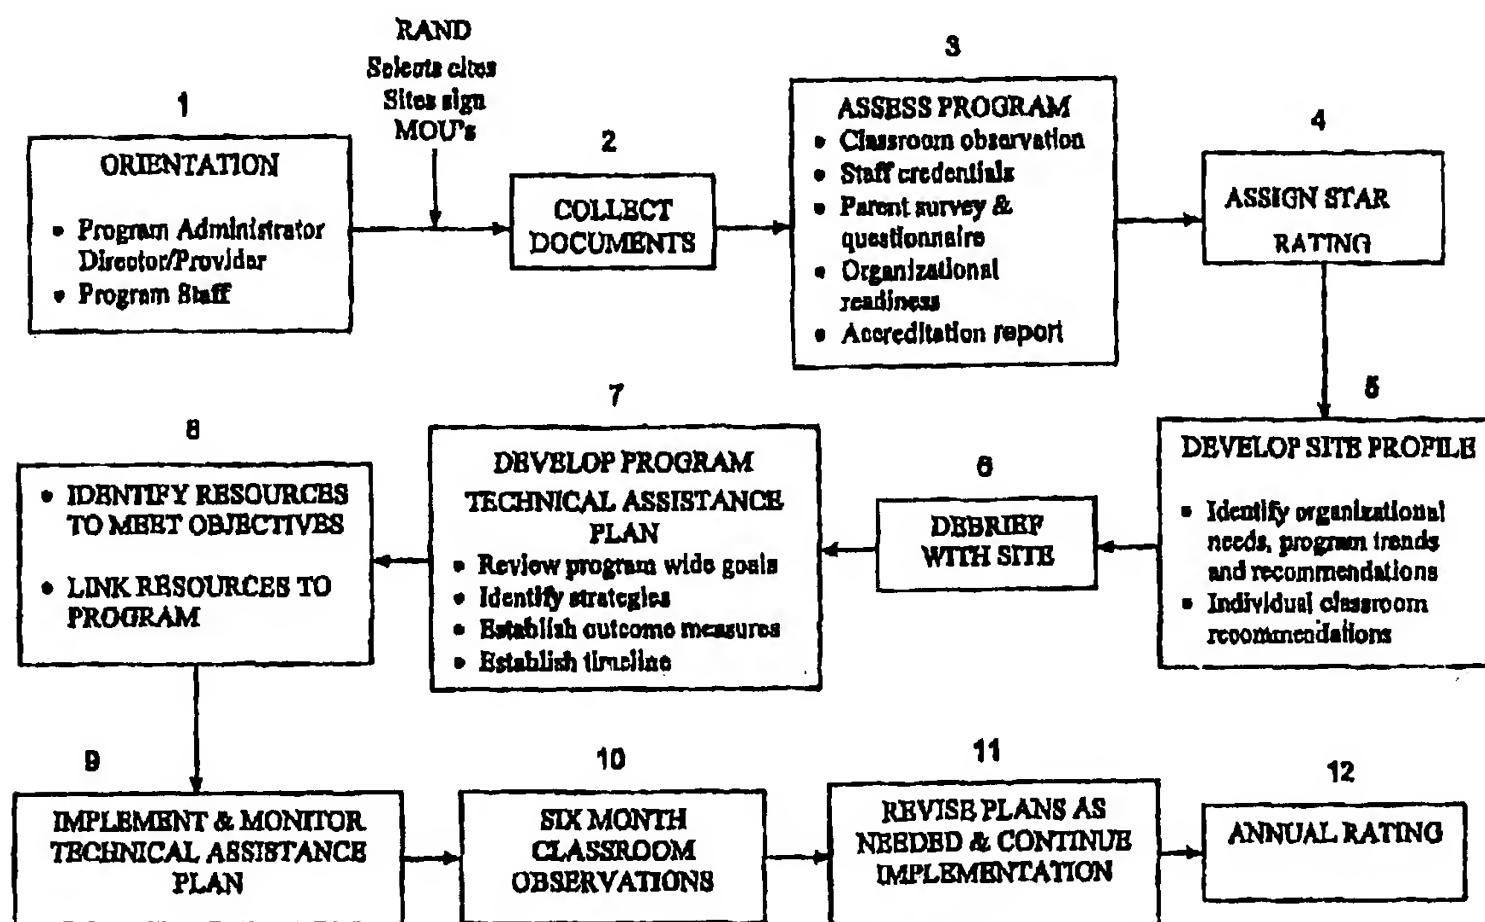 RAND
Selects cites
Sites sign
MOU's
1
ORIENTATION
• Program Administrator
Director/Provider
• Program Staff
2
COLLECT
DOCUMENTS
3
ASSESS PROGRAM
• Classroom observation
• Staff credentials
• Parent survey &
questionnaire
• Organizational
readiness
• Accreditation report
4
ASSIGN STAR
RATING
5
DEVELOP SITE PROFILE
• Identify organizational
needs, program trends
and recommendations
• Individual classroom
recommendations
6
DEBRIEF
WITH SITE
7
DEVELOP PROGRAM
TECHNICAL ASSISTANCE
PLAN
• Review program wide goals
• Identify strategies
• Establish outcome measures
• Establish timeline
8
• IDENTIFY RESOURCES
TO MEET OBJECTIVES
• LINK RESOURCES TO
PROGRAM
9
IMPLEMENT & MONITOR
TECHNICAL ASSISTANCE
PLAN
10
SIX MONTH
CLASSROOM
OBSERVATIONS
11
REVISE PLANS AS
NEEDED & CONTINUE
IMPLEMENTATION
12
ANNUAL RATING